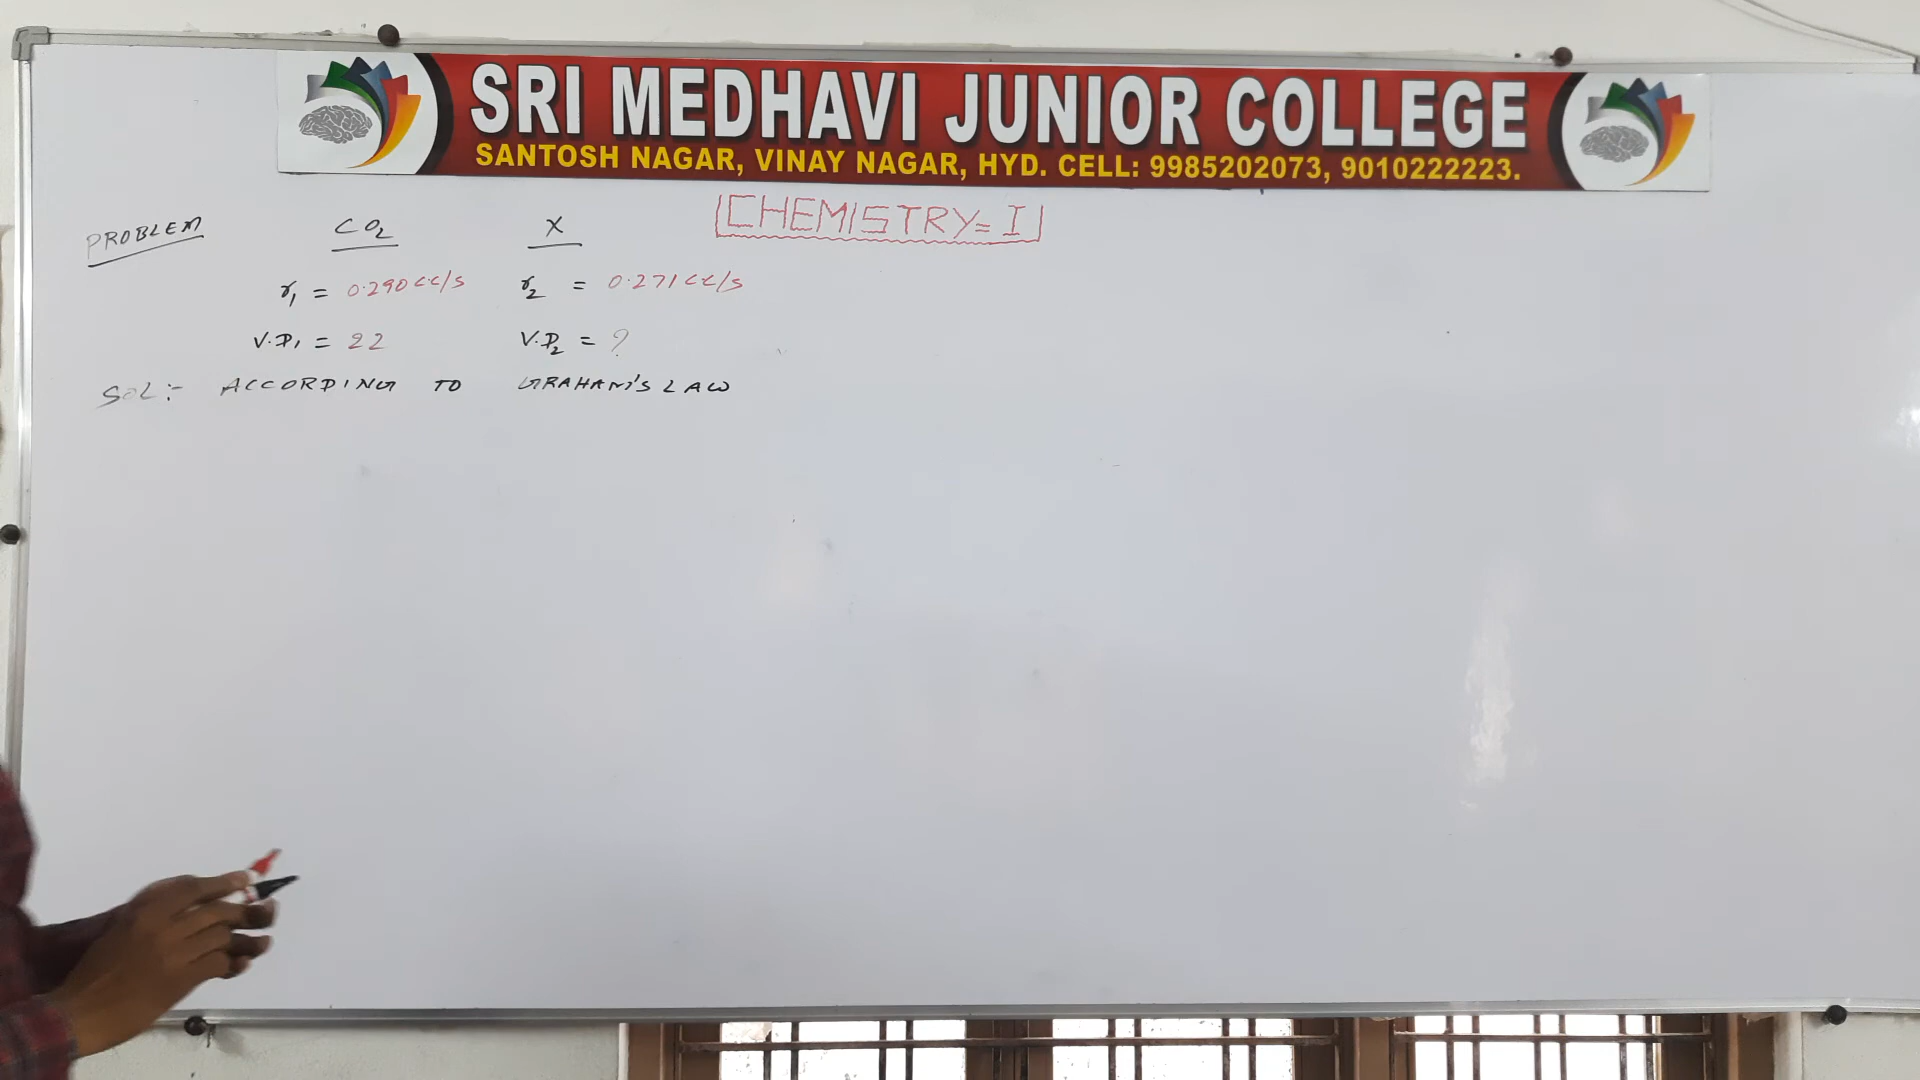 SRI MEDHAVI JUNIOR COLLEGE
SANTOSH NAGAR, VINAY NAGAR, HYD. CELL: 9985202073, 9010222223.
CHEMISTRY=I
PROBLEM CO₂ X
r₁ = 0.290 cc/s r₂ = 0.271 cc/s
V.D₁ = 22 V.D₂ = ?
SOL:- ACCORDING TO GRAHAM'S LAW